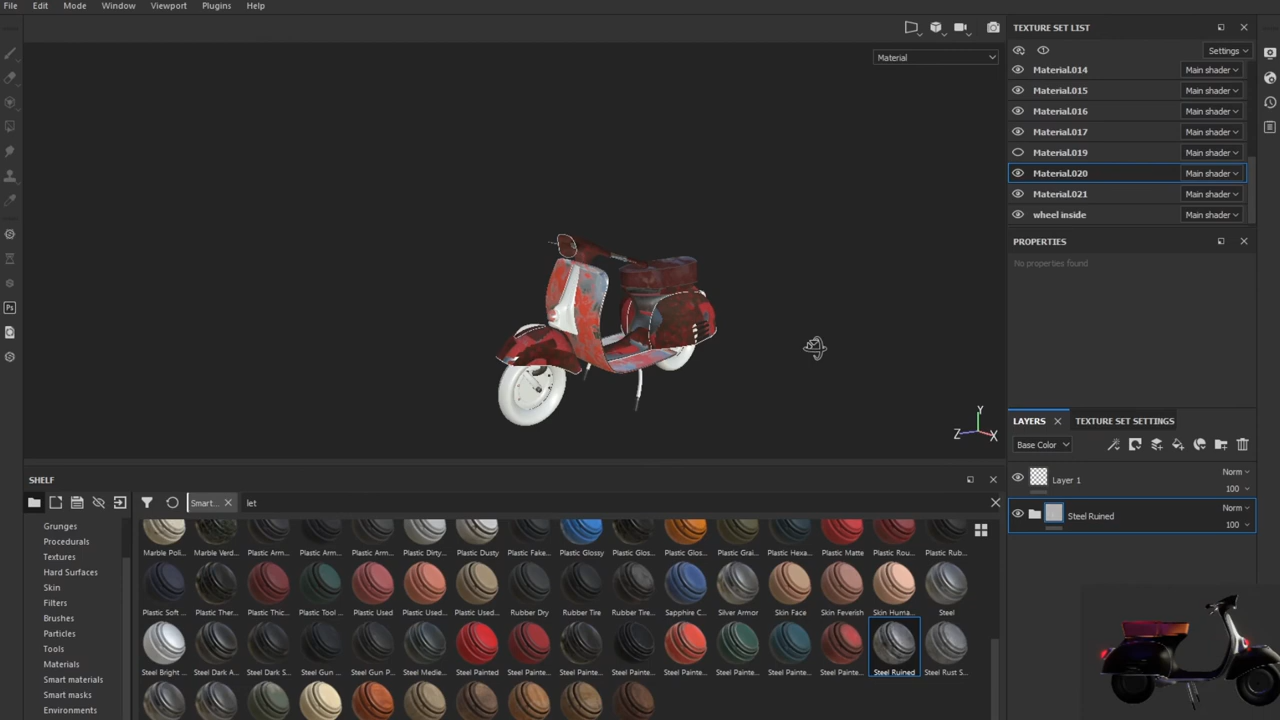 File Edit Mode Window Viewport Plugins Help
Material
TEXTURE SET LIST
Settings
Material.014 Main shader
Material.015 Main shader
Material.016 Main shader
Material.017 Main shader
Material.019 Main shader
Material.020 Main shader
Material.021 Main shader
wheel inside Main shader
PROPERTIES
No properties found
Y
Z X
LAYERS TEXTURE SET SETTINGS
Base Color
Layer 1 Norm
100
Steel Ruined Norm
100
Ps
SHELF
Smart... let
Grunges
Procedurals
Textures
Hard Surfaces
Skin
Filters
Brushes
Particles
Tools
Materials
Smart materials
Smart masks
Environments
Marble Poli... Marble Verd... Plastic Arm... Plastic Arm... Plastic Arm... Plastic Dirty... Plastic Dusty Plastic Fake... Plastic Glossy Plastic Glos... Plastic Glos... Plastic Grai... Plastic Hexa... Plastic Matte Plastic Rou... Plastic Rub...
Plastic Soft ... Plastic Ther... Plastic Thic... Plastic Tool ... Plastic Used Plastic Used... Plastic Used... Rubber Dry Rubber Tire Rubber Tire... Sapphire C... Silver Armor Skin Face Skin Feverish Skin Huma... Steel
Steel Bright ... Steel Dark A... Steel Dark S... Steel Gun ... Steel Gun P... Steel Medie... Steel Painted Steel Painte... Steel Painte... Steel Painte... Steel Painte... Steel Painte... Steel Painte... Steel Painte... Steel Ruined Steel Rust S...